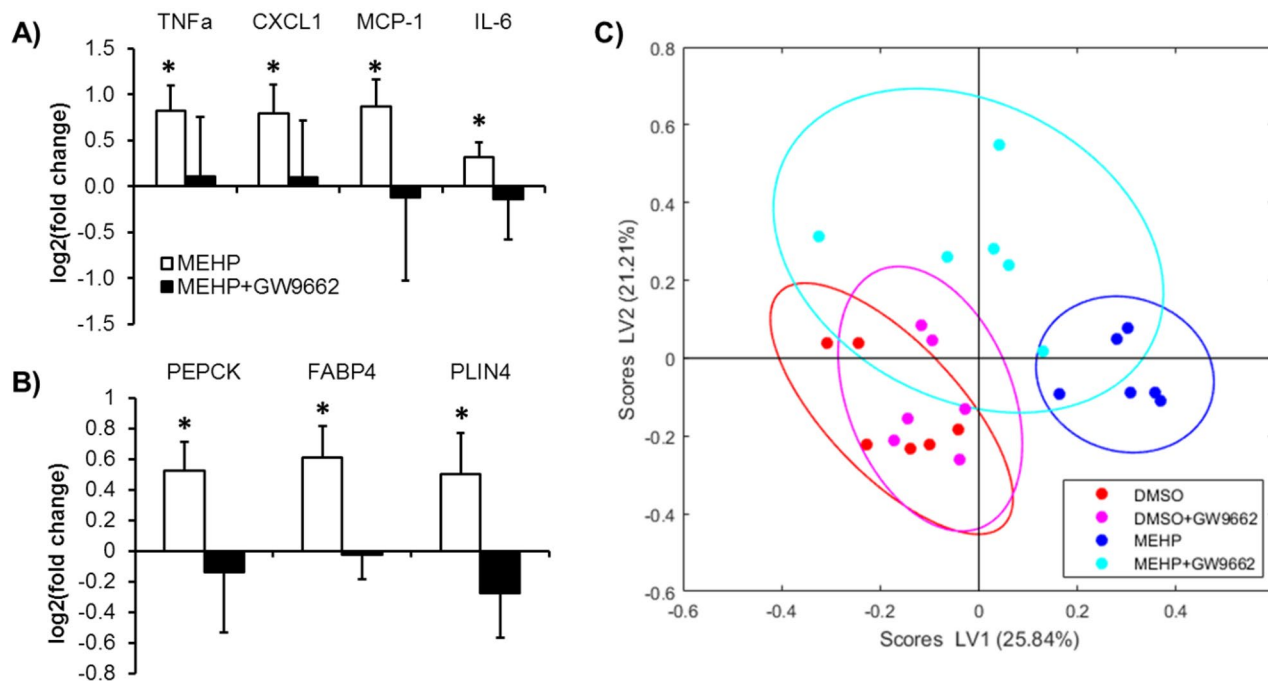 A)
TNFa CXCL1 MCP-1 IL-6
log2(fold change)
1.5
1.0
0.5
0.0
-0.5
-1.0
-1.5
* * * *
MEHP
MEHP+GW9662
B)
PEPCK FABP4 PLIN4
log2(fold change)
1
0.8
0.6
0.4
0.2
0
-0.2
-0.4
-0.6
-0.8
* * *
C)
Scores LV2 (21.21%)
0.8
0.6
0.4
0.2
0
-0.2
-0.4
-0.6
-0.6 -0.4 -0.2 0 0.2 0.4
Scores LV1 (25.84%)
DMSO
DMSO+GW9662
MEHP
MEHP+GW9662